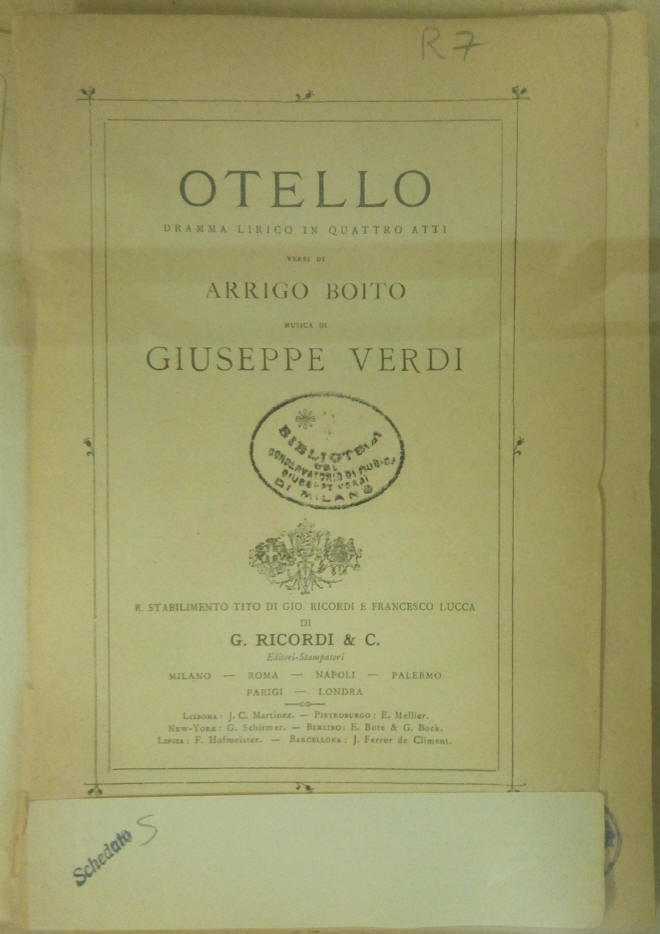 R 7
OTELLO
DRAMMA LIRICO IN QUATTRO ATTI
VERSI DI
ARRIGO BOITO
MUSICA DI
GIUSEPPE VERDI
BIBLIOTECA
DEL
CONSERVATORIO DI MUSICA
GIUSEPPE VERDI
DI MILANO
R. STABILIMENTO TITO DI GIO. RICORDI E FRANCESCO LUCCA
DI
G. RICORDI & C.
Editori-Stampatori
MILANO — ROMA — NAPOLI — PALERMO
PARIGI — LONDRA
LISBONA: J. C. Martinez. — PIETROBURGO: E. Mellier.
NEW-YORK: G. Schirmer. — BERLINO: E. Bote & G. Bock.
LIPSIA: F. Hofmeister. — BARCELLONA: J. Ferrer de Climent.
Schedato S